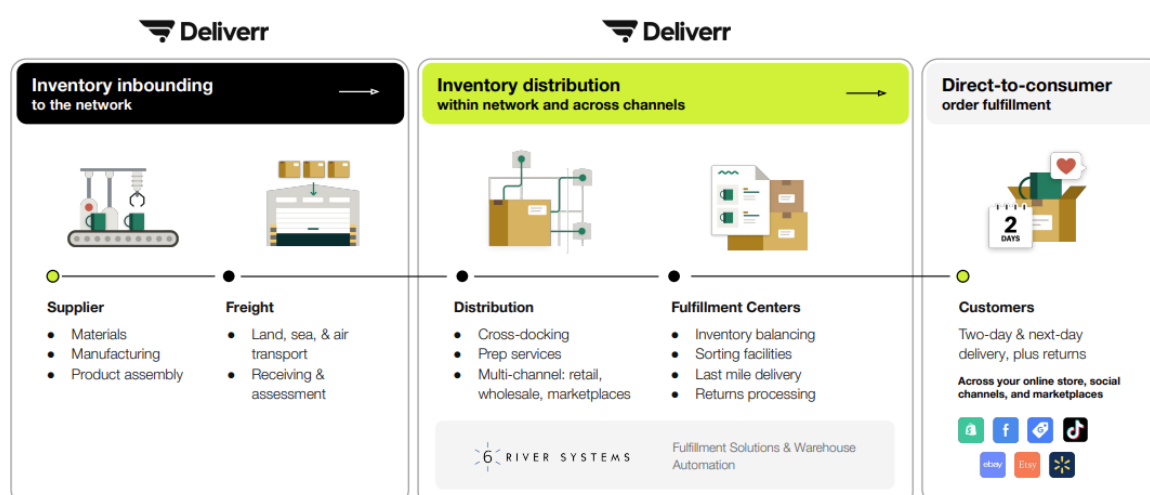 Deliverr
Deliverr
Inventory inbounding
to the network
Inventory distribution
within network and across channels
Direct-to-consumer
order fulfillment
2
DAYS
Supplier
● Materials
● Manufacturing
● Product assembly
Freight
● Land, sea, & air
transport
● Receiving &
assessment
Distribution
● Cross-docking
● Prep services
● Multi-channel: retail,
wholesale, marketplaces
Fulfillment Centers
● Inventory balancing
● Sorting facilities
● Last mile delivery
● Returns processing
Customers
Two-day & next-day
delivery, plus returns
Across your online store, social
channels, and marketplaces
6 RIVER SYSTEMS
Fulfillment Solutions & Warehouse
Automation
f
G
ebay
Etsy